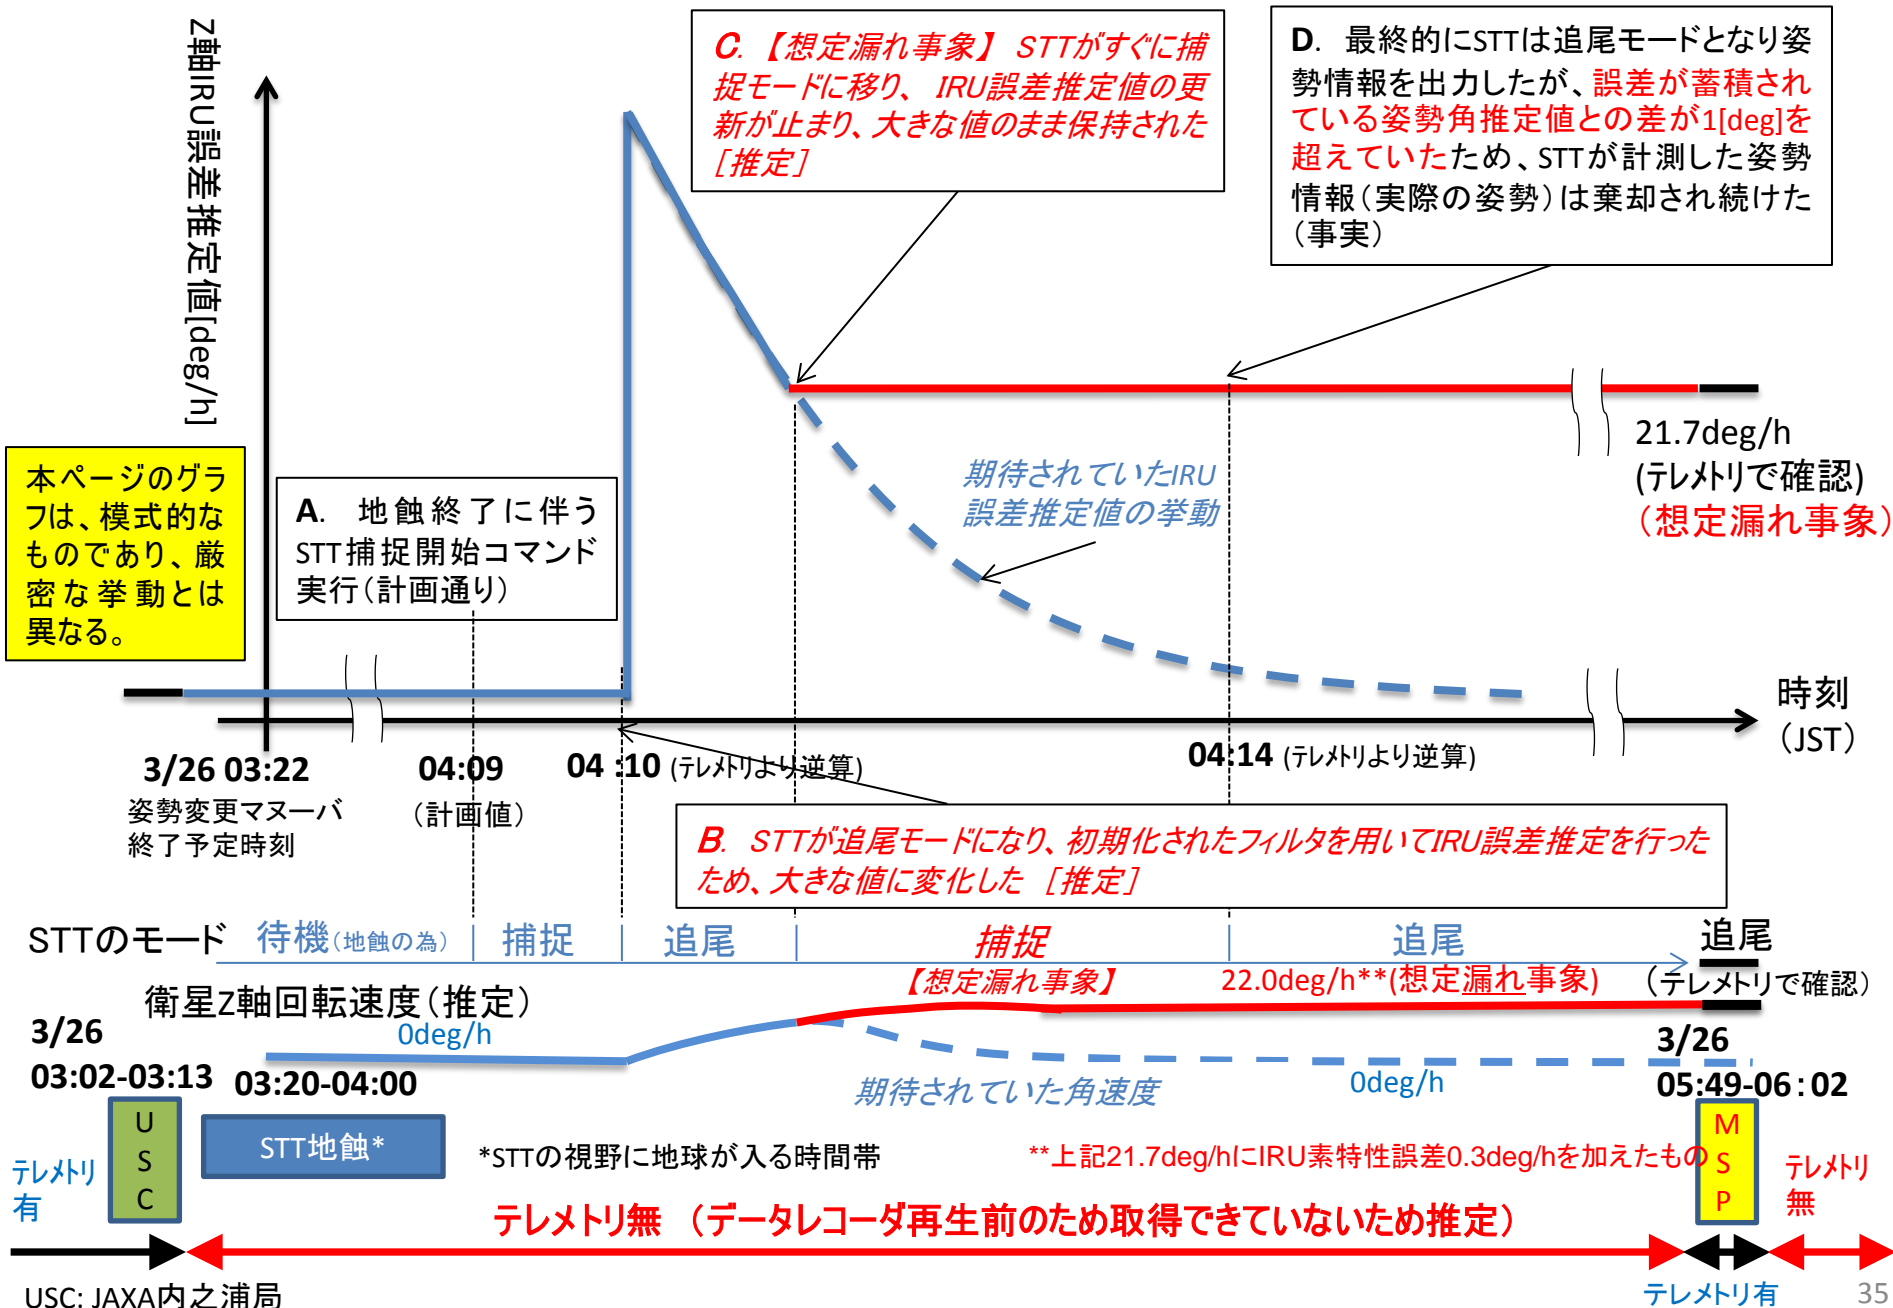 Z軸IRU誤差推定値[deg/h]
C.【想定漏れ事象】 STTがすぐに捕
捉モードに移り、 IRU誤差推定値の更
新が止まり、大きな値のまま保持された
［推定］
D. 最終的にSTTは追尾モードとなり姿
勢情報を出力したが、誤差が蓄積され
ている姿勢角推定値との差が1[deg]を
超えていたため、STTが計測した姿勢
情報（実際の姿勢）は棄却され続けた
（事実）
21.7deg/h
(テレメトリで確認)
（想定漏れ事象）
本ページのグラ
フは、模式的な
ものであり、厳
密な挙動とは
異なる。
A. 地蝕終了に伴う
STT捕捉開始コマンド
実行（計画通り）
期待されていたIRU
誤差推定値の挙動
時刻
（JST）
3/26 03:22
姿勢変更マヌーバ
終了予定時刻
04:09
（計画値）
04 :10 (テレメトリより逆算)
04:14 (テレメトリより逆算)
B. STTが追尾モードになり、初期化されたフィルタを用いてIRU誤差推定を行った
ため、大きな値に変化した ［推定］
STTのモード 待機(地蝕の為) 捕捉 追尾 捕捉 追尾 追尾
【想定漏れ事象】 22.0deg/h**(想定漏れ事象) （テレメトリで確認）
衛星Z軸回転速度（推定）
0deg/h
3/26
03:02-03:13
03:20-04:00
期待されていた角速度
0deg/h
3/26
05:49-06：02
テレメトリ
有
U
S
C
STT地蝕*
*STTの視野に地球が入る時間帯
**上記21.7deg/hにIRU素特性誤差0.3deg/hを加えたもの
M
S
P
テレメトリ
無
テレメトリ無 （データレコーダ再生前のため取得できていないため推定）
USC: JAXA内之浦局
テレメトリ有
35